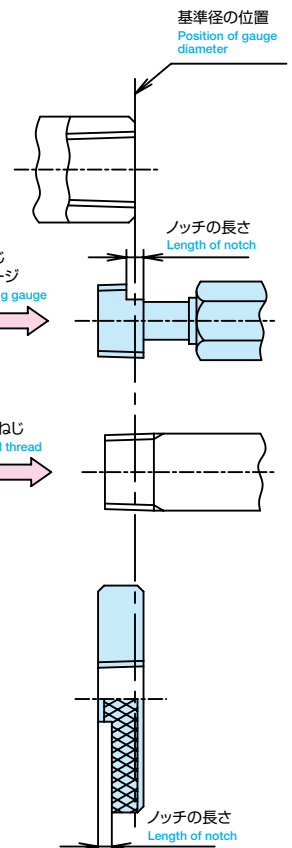 基準径の位置
Position of gauge
diameter
ノッチの長さ
Length of notch
じ
ージ
g gauge
ねじ
thread
ノッチの長さ
Length of notch